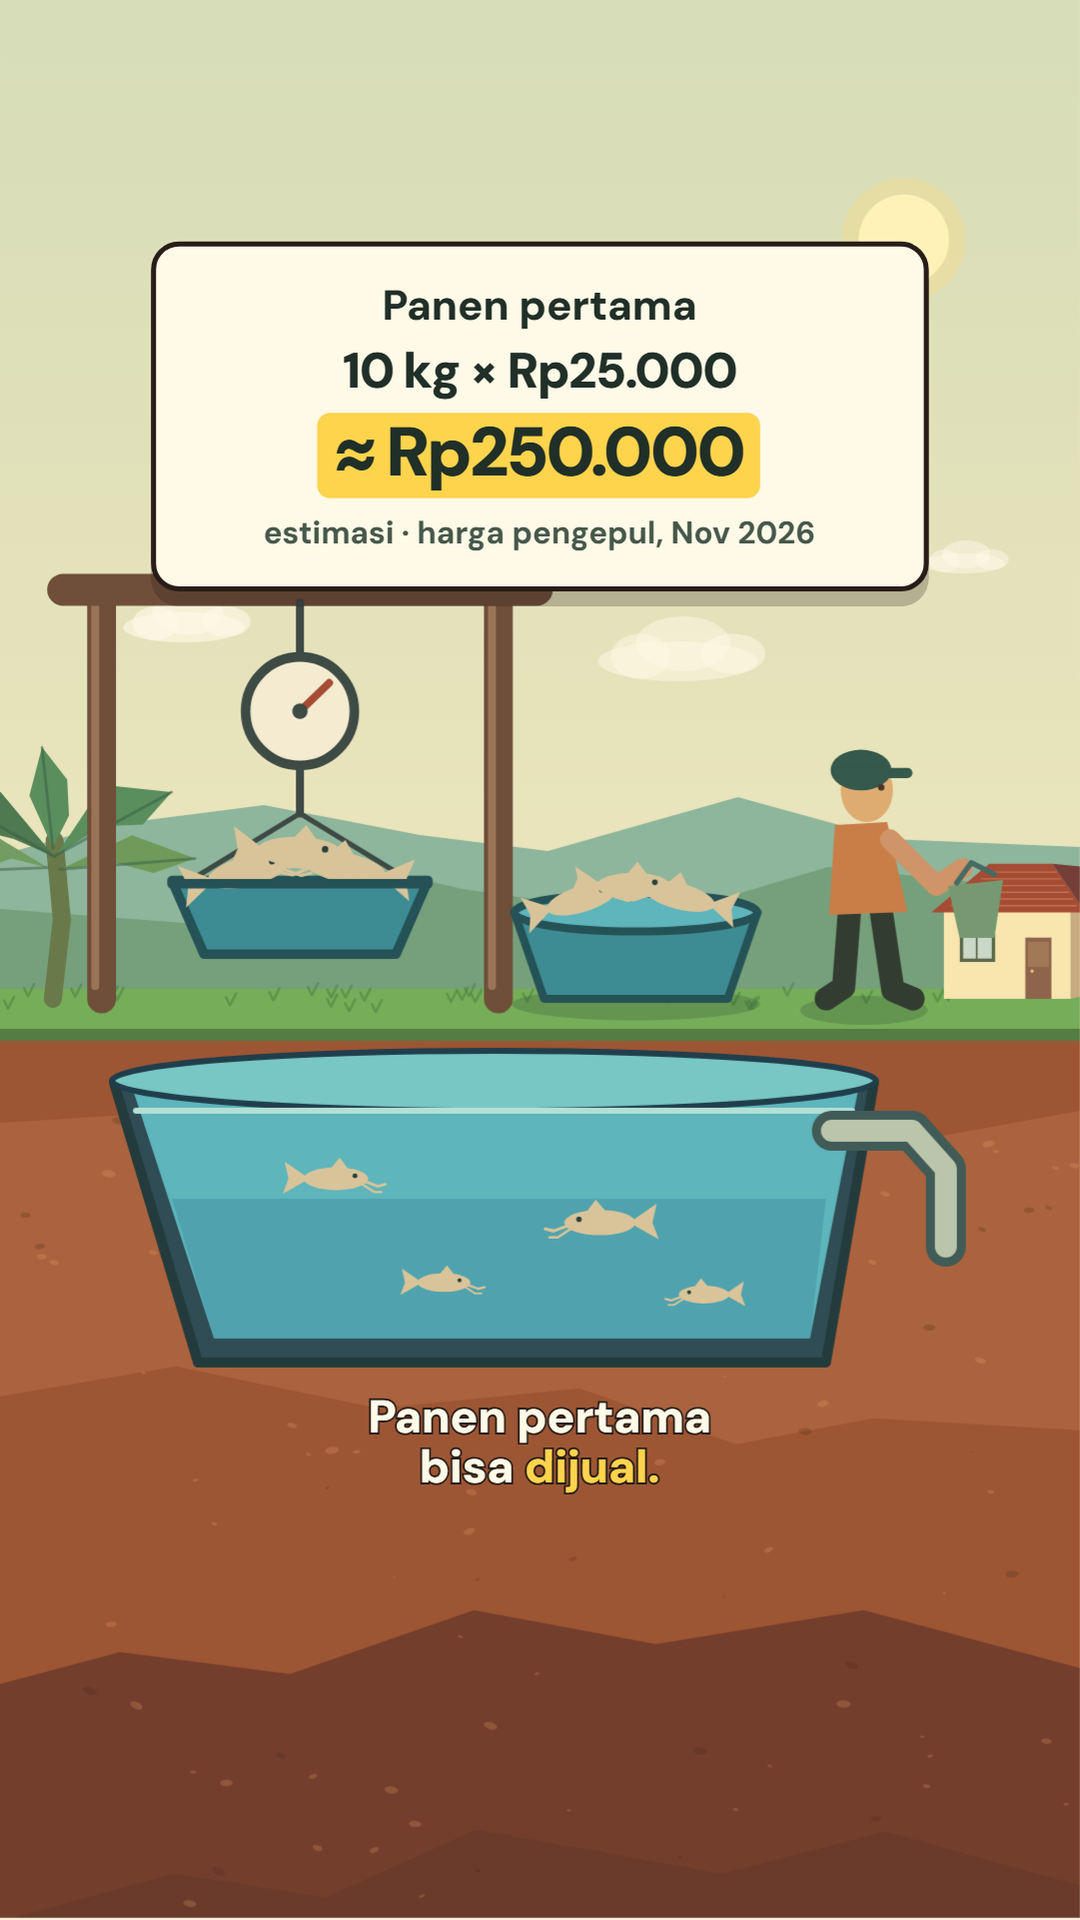 Panen pertama
10 kg × Rp25.000
≈ Rp250.000
estimasi · harga pengepul, Nov 2026
Panen pertama
bisa dijual.